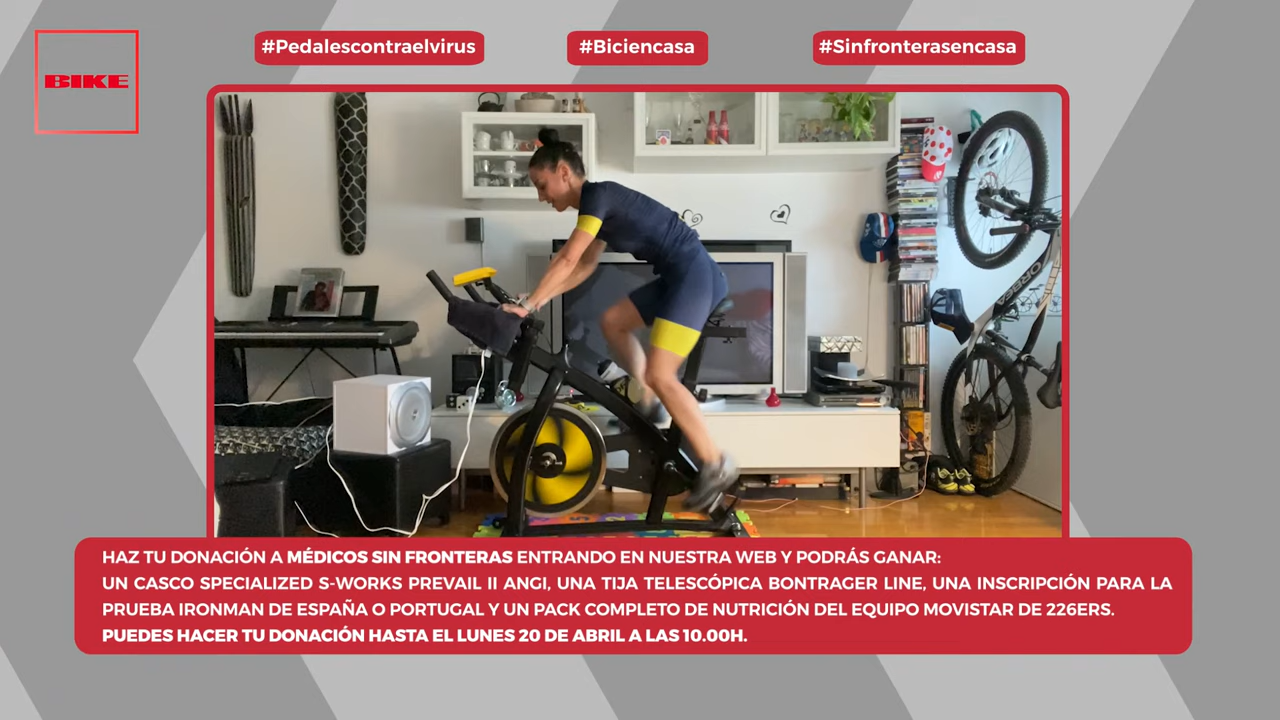 #Pedalescontraelvirus
#Biciencasa
#Sinfronterasencasa
BIKE
ORBEA
HAZ TU DONACIÓN A MÉDICOS SIN FRONTERAS ENTRANDO EN NUESTRA WEB Y PODRÁS GANAR:
UN CASCO SPECIALIZED S-WORKS PREVAIL II ANGI, UNA TIJA TELESCÓPICA BONTRAGER LINE, UNA INSCRIPCIÓN PARA LA
PRUEBA IRONMAN DE ESPAÑA O PORTUGAL Y UN PACK COMPLETO DE NUTRICIÓN DEL EQUIPO MOVISTAR DE 226ERS.
PUEDES HACER TU DONACIÓN HASTA EL LUNES 20 DE ABRIL A LAS 10.00H.